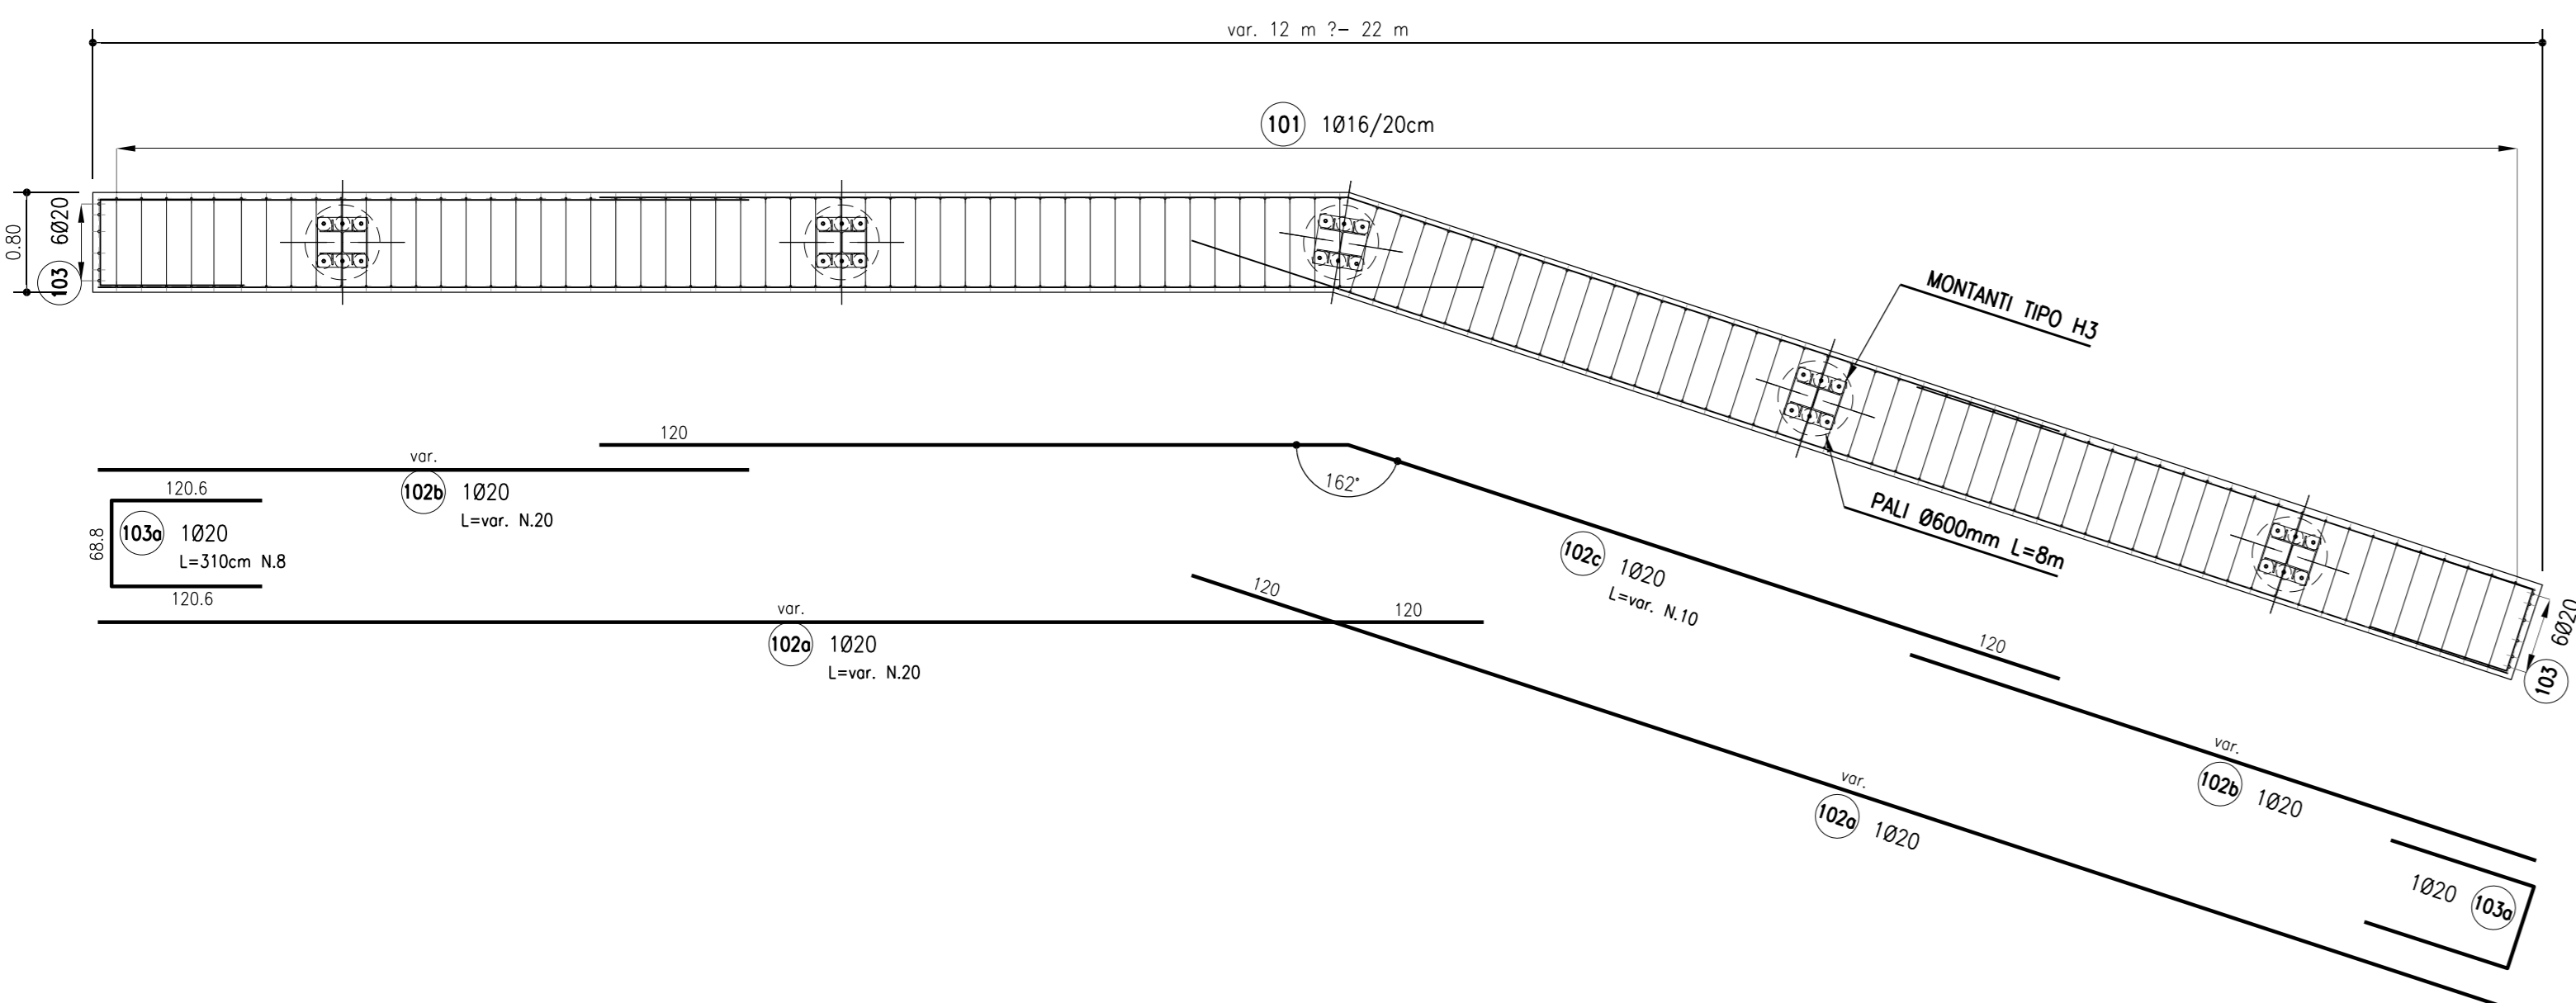 var. 12 m ?- 22 m
101 1Ø16/20cm
0.80
103 6Ø20
MONTANTI TIPO H3
PALI Ø600mm L=8m
103 6Ø20
120
162°
var.
102b 1Ø20
L=var. N.20
120.6
68.8
103a 1Ø20
L=310cm N.8
120.6
102c 1Ø20
L=var. N.10
120
var.
102a 1Ø20
L=var. N.20
120
120
var.
102b 1Ø20
var.
102a 1Ø20
1Ø20 103a